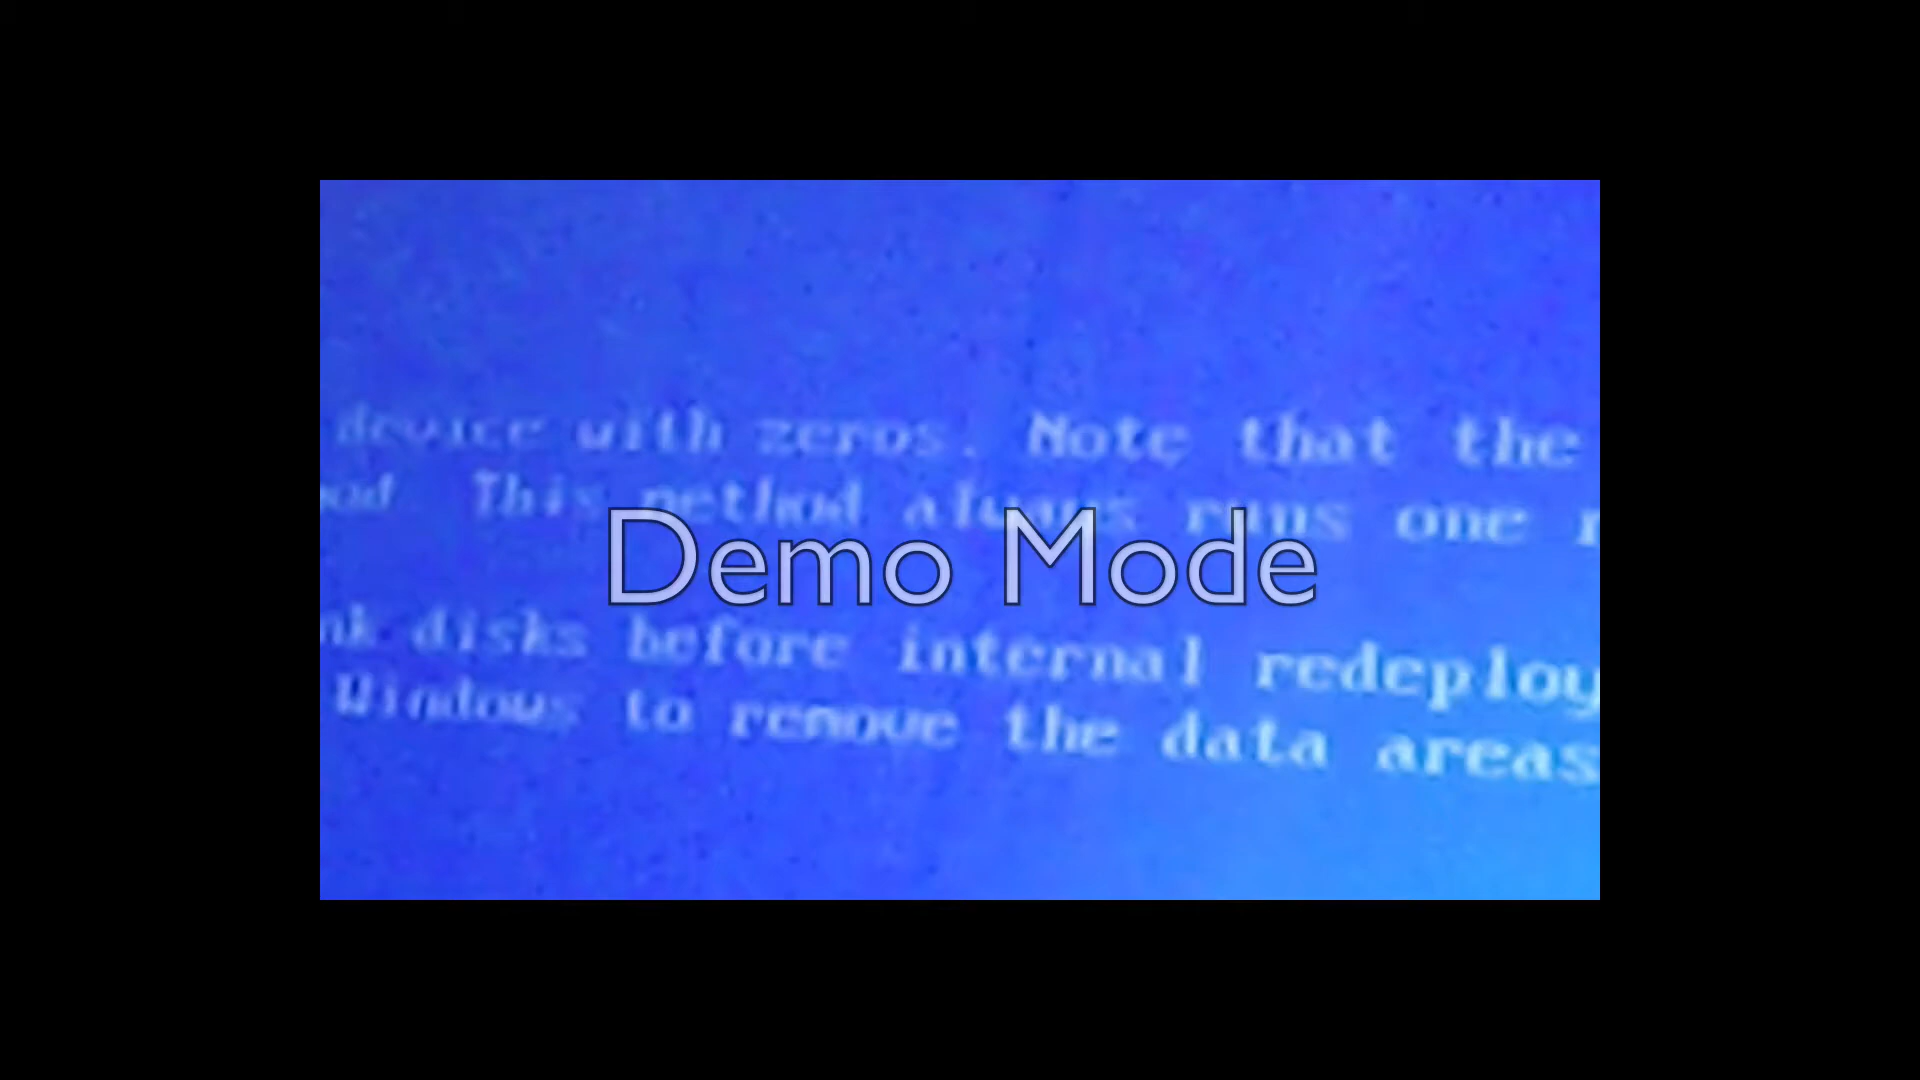 device with zeros. Note that the
This method always runs one
Demo Mode
disks before internal redeploy
Windows to remove the data areas